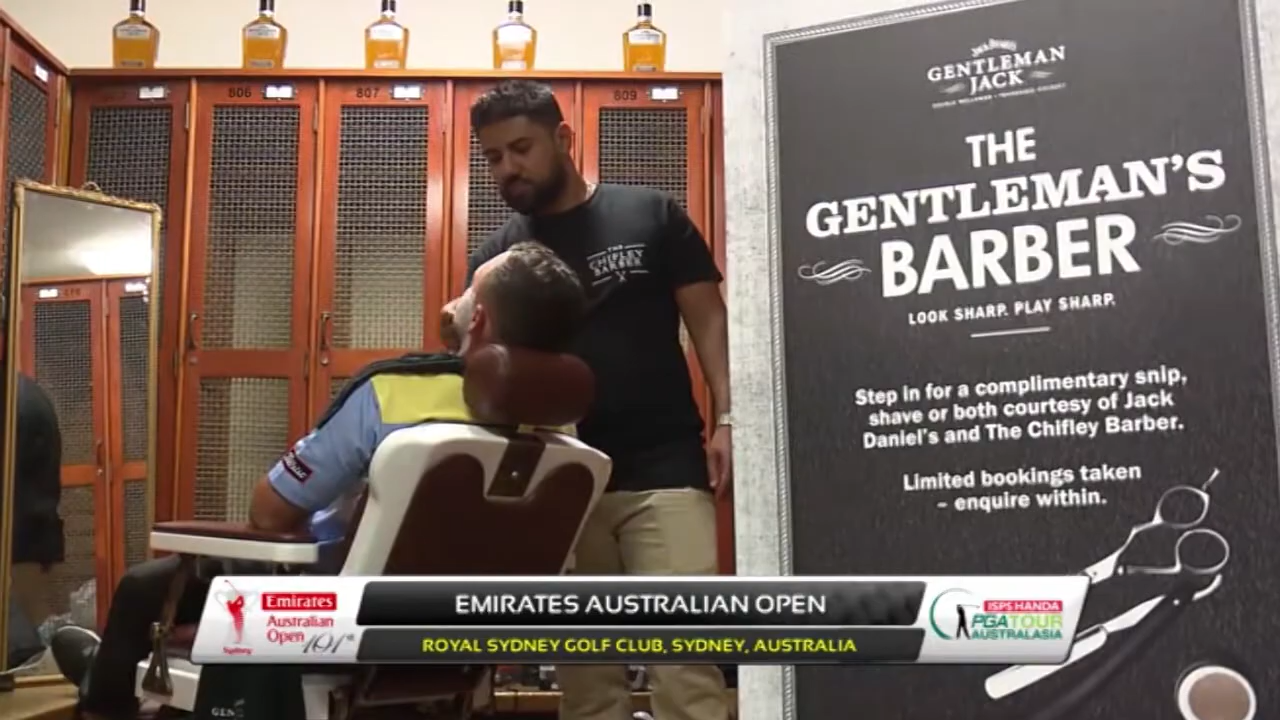 GENTLEMAN
JACK
THE
GENTLEMAN'S
BARBER
LOOK SHARP. PLAY SHARP.
Step in for a complimentary snip,
shave or both courtesy of Jack
Daniel's and The Chifley Barber.
Limited bookings taken
– enquire within.
806
807
809
THE
CHIFLEY
BARBER
Emirates
Australian
Open 101st
Sydney
EMIRATES AUSTRALIAN OPEN
ROYAL SYDNEY GOLF CLUB, SYDNEY, AUSTRALIA
ISPS HANDA
PGA TOUR
AUSTRALASIA